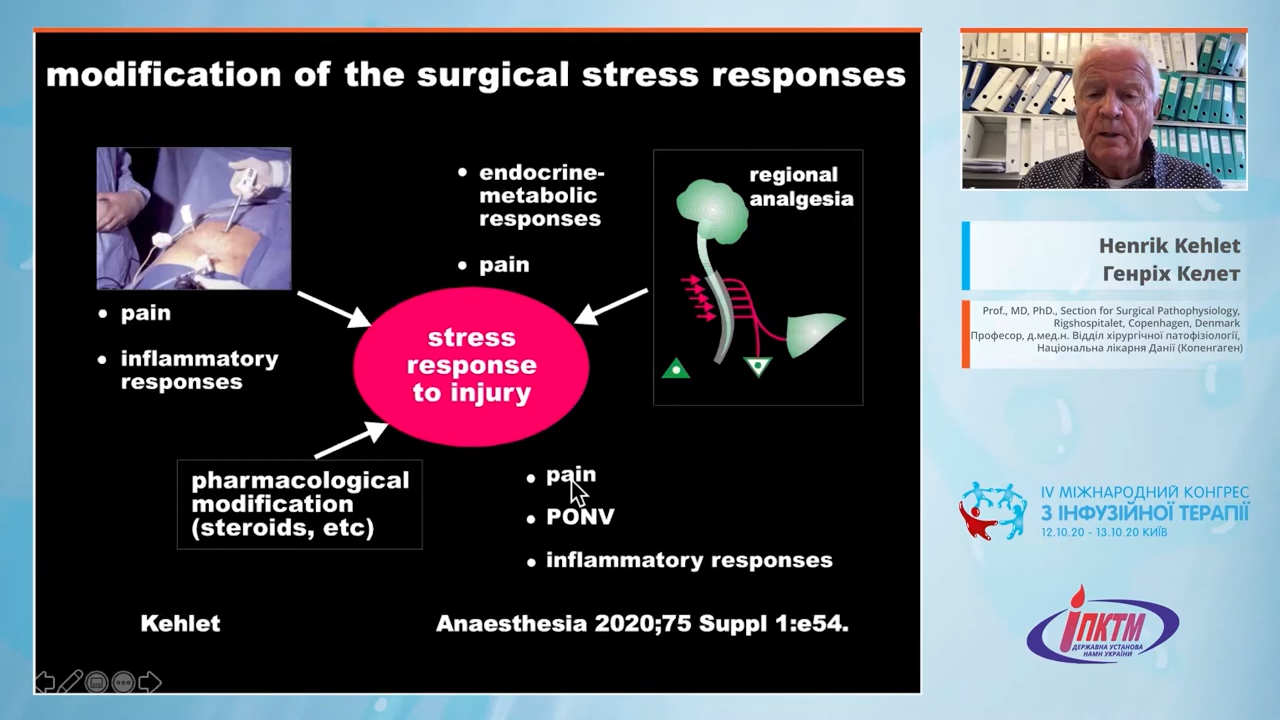 modification of the surgical stress responses
• pain
• inflammatory
responses
• endocrine-
metabolic
responses
• pain
regional
analgesia
stress
response
to injury
pharmacological
modification
(steroids, etc)
• pain
• PONV
• inflammatory responses
Kehlet
Anaesthesia 2020;75 Suppl 1:e54.
Henrik Kehlet
Генріх Келет
Prof., MD, PhD., Section for Surgical Pathophysiology,
Rigshospitalet, Copenhagen, Denmark
Професор, д.мед.н. Відділ хірургічної патофізіології,
Національна лікарня Данії (Копенгаген)
IV МІЖНАРОДНИЙ КОНГРЕС
З ІНФУЗІЙНОЇ ТЕРАПІЇ
12.10.20 - 13.10.20 КИЇВ
ІПКТМ
ДЕРЖАВНА УСТАНОВА
НАМН УКРАЇНИ